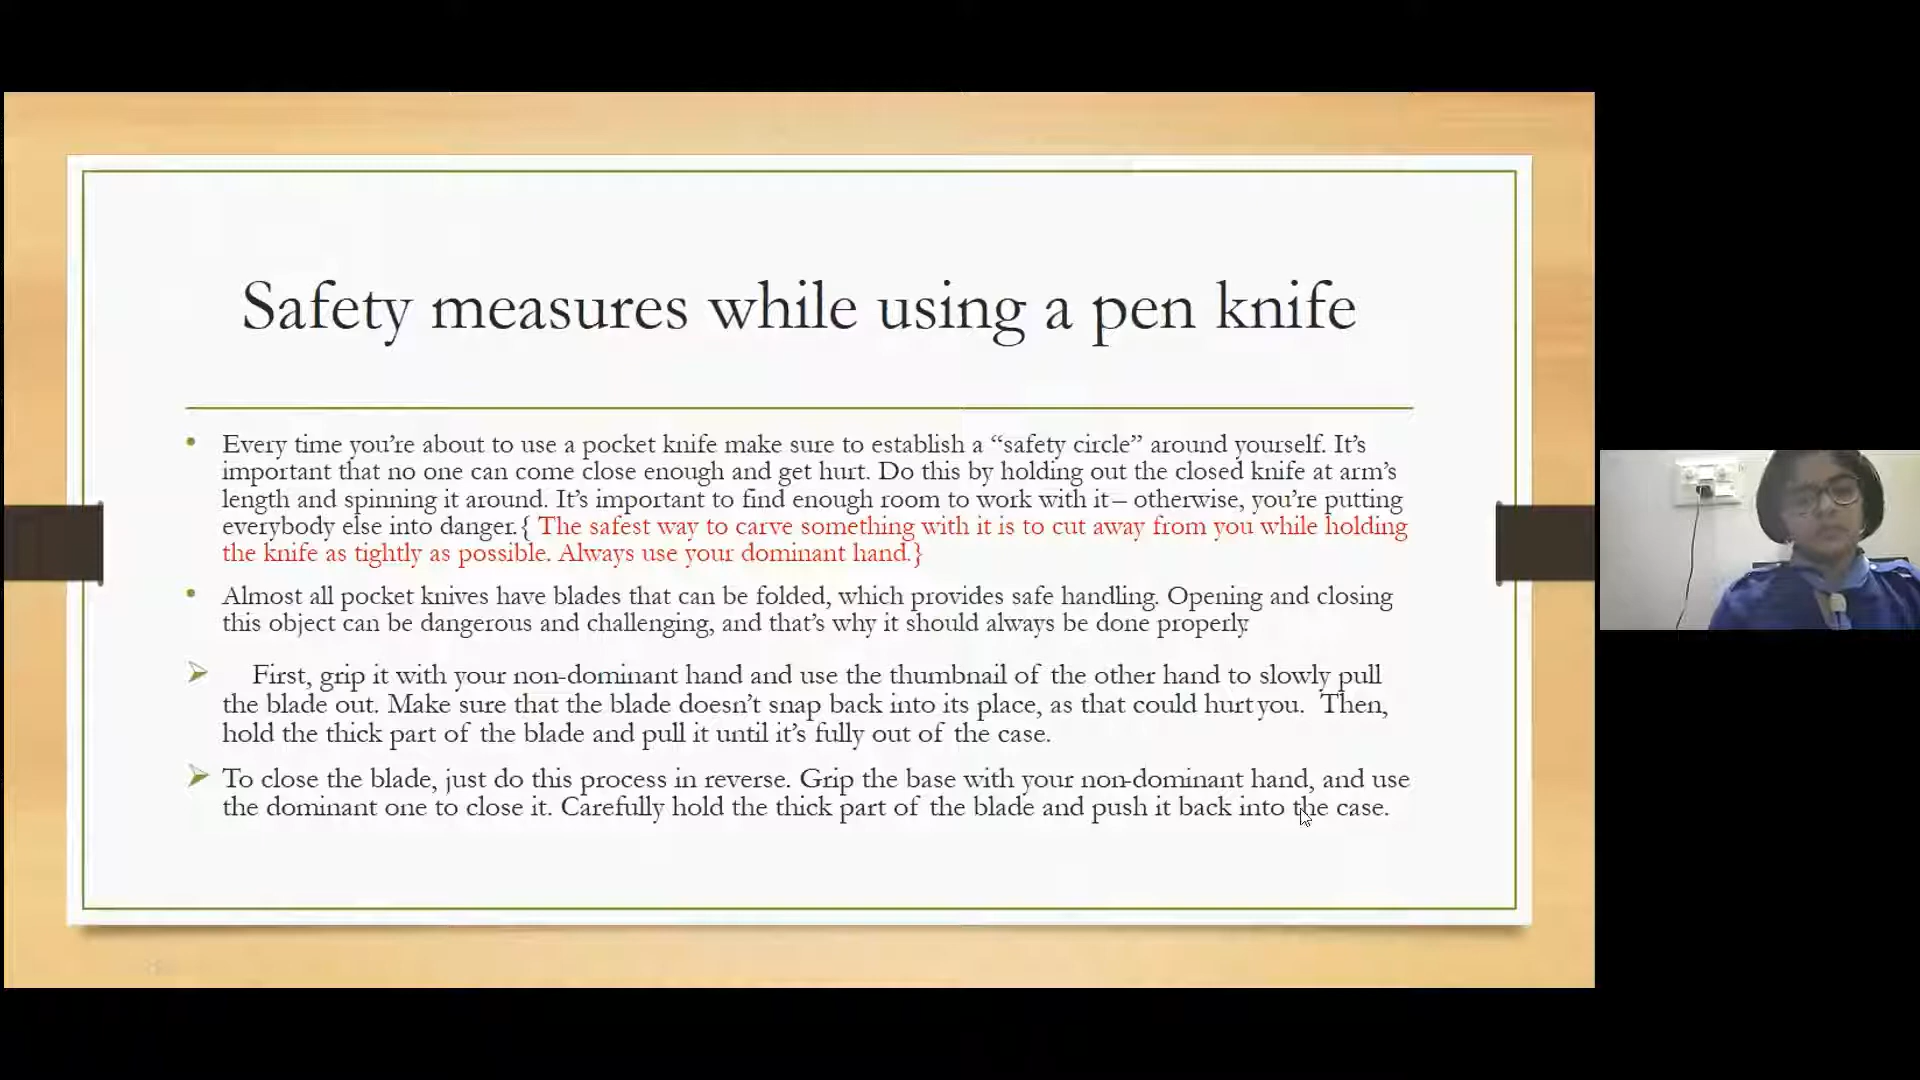 Safety measures while using a pen knife
• Every time you’re about to use a pocket knife make sure to establish a “safety circle” around yourself. It’s
important that no one can come close enough and get hurt. Do this by holding out the closed knife at arm’s
length and spinning it around. It’s important to find enough room to work with it– otherwise, you’re putting
everybody else into danger.{ The safest way to carve something with it is to cut away from you while holding
the knife as tightly as possible. Always use your dominant hand.}
• Almost all pocket knives have blades that can be folded, which provides safe handling. Opening and closing
this object can be dangerous and challenging, and that’s why it should always be done properly.
➢ First, grip it with your non-dominant hand and use the thumbnail of the other hand to slowly pull
the blade out. Make sure that the blade doesn’t snap back into its place, as that could hurt you. Then,
hold the thick part of the blade and pull it until it’s fully out of the case.
➢ To close the blade, just do this process in reverse. Grip the base with your non-dominant hand, and use
the dominant one to close it. Carefully hold the thick part of the blade and push it back into the case.